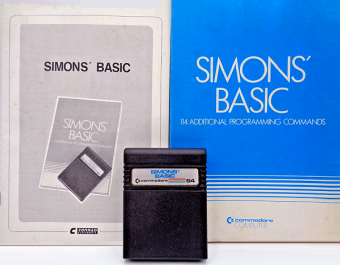 SIMONS' BASIC
SIMONS'
BASIC
SIMONS'
BASIC
114 ADDITIONAL PROGRAMMING COMMANDS
commodore
COMPUTER
SIMONS'
BASIC
commodore 64